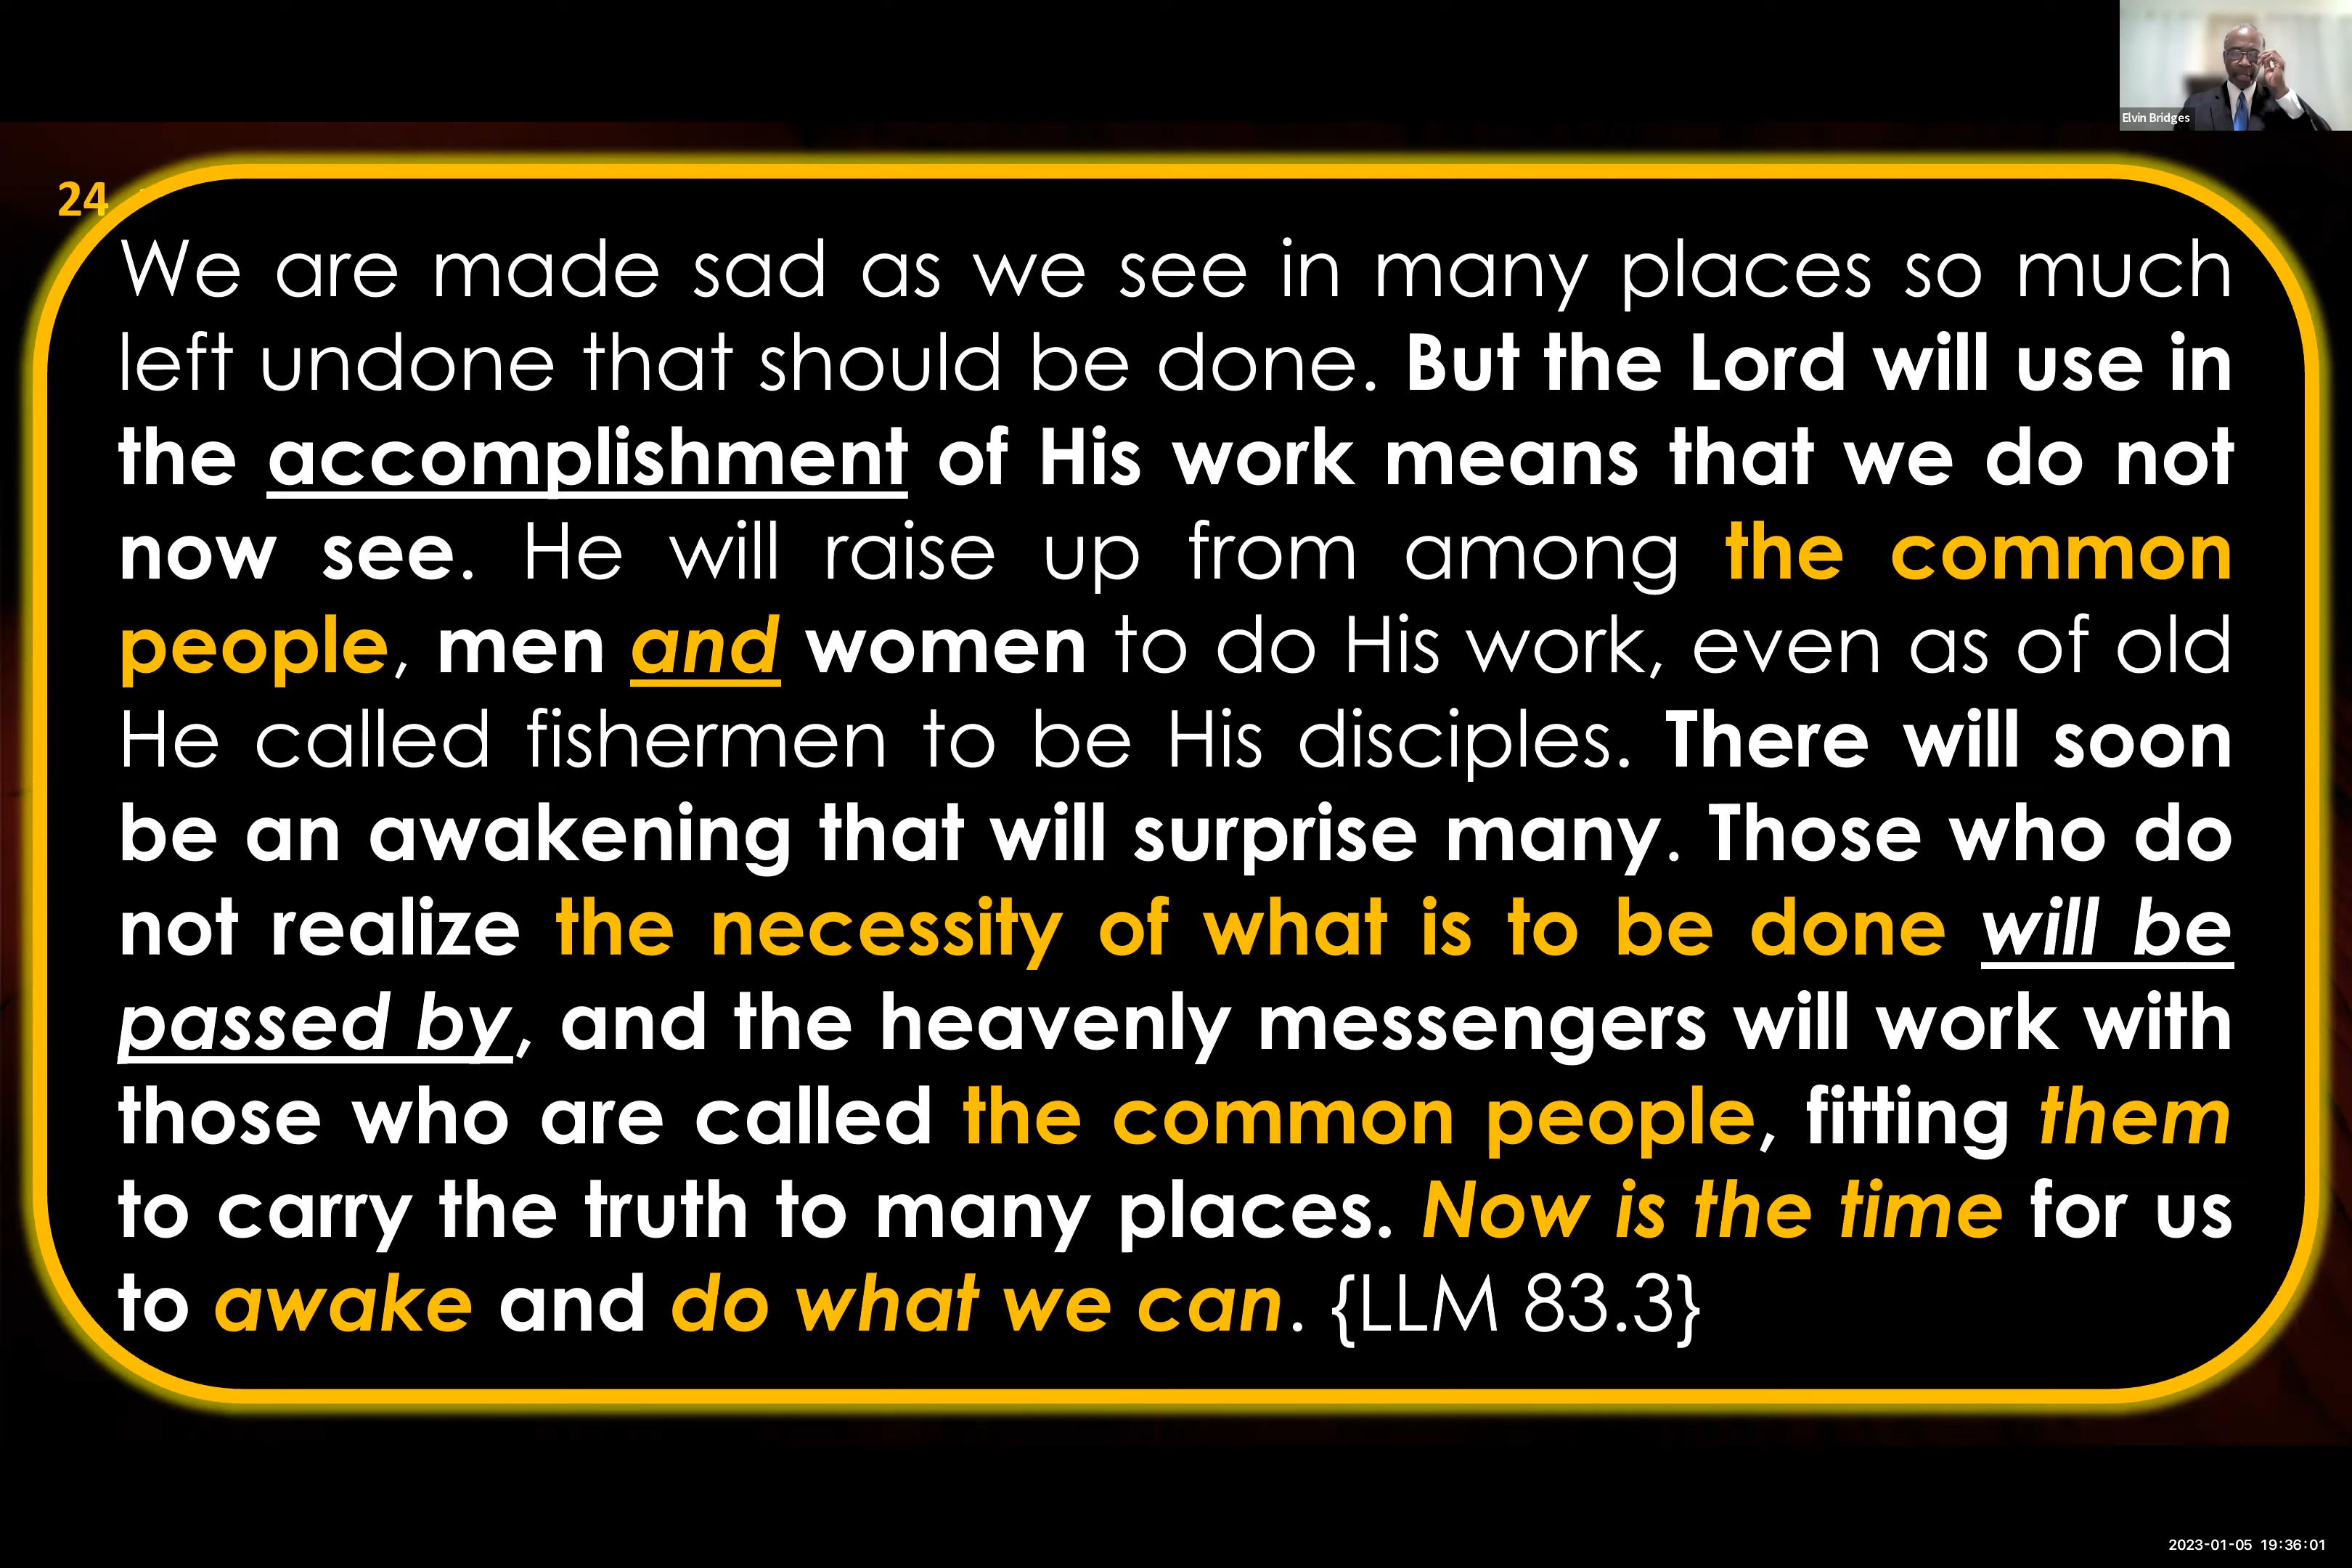 Elvin Bridges
24
We are made sad as we see in many places so much
left undone that should be done. But the Lord will use in
the accomplishment of His work means that we do not
now see. He will raise up from among the common
people, men and women to do His work, even as of old
He called fishermen to be His disciples. There will soon
be an awakening that will surprise many. Those who do
not realize the necessity of what is to be done will be
passed by, and the heavenly messengers will work with
those who are called the common people, fitting them
to carry the truth to many places. Now is the time for us
to awake and do what we can. {LLM 83.3}
2023-01-05 19:36:01